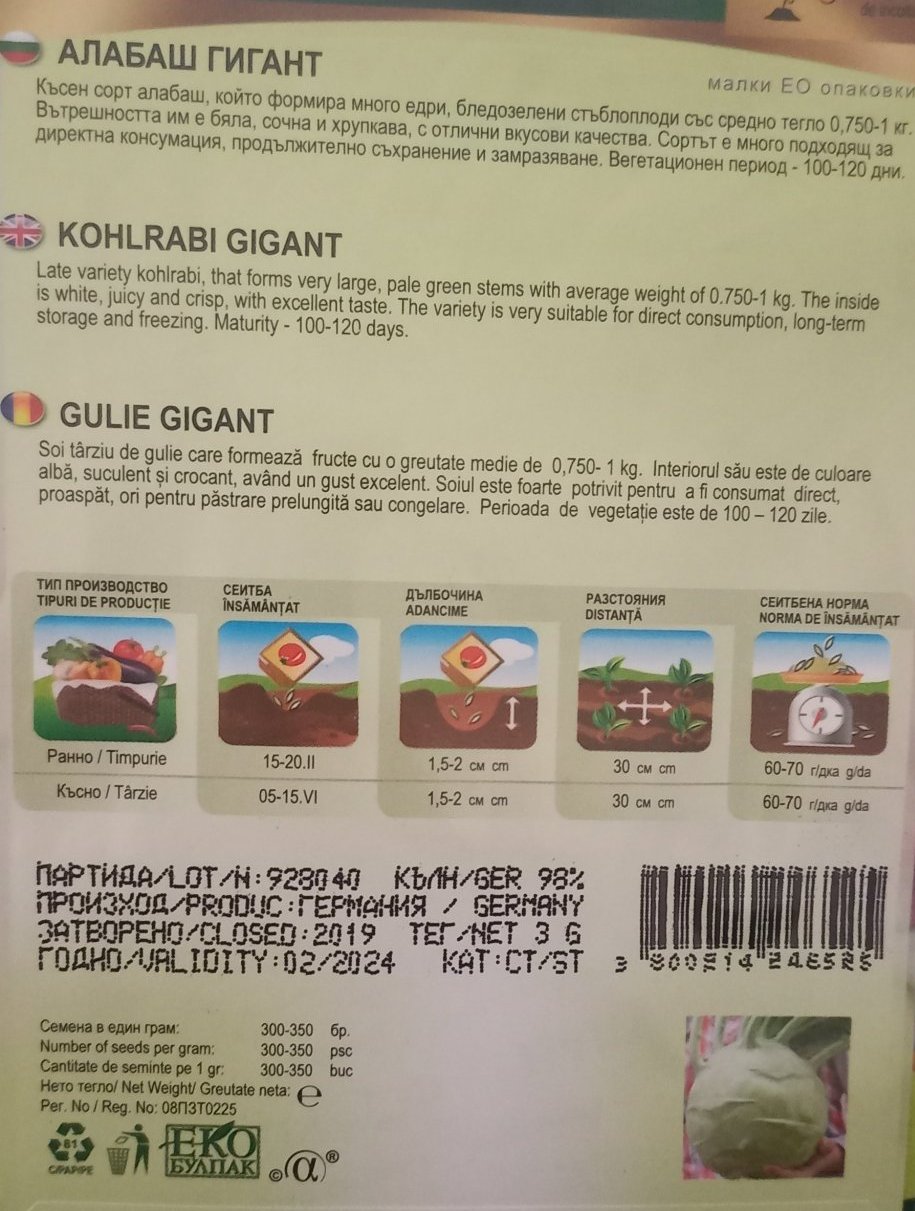 АЛАБАШ ГИГАНТ
малки ЕО опаковки
Късен сорт алабаш, който формира много едри, бледозелени стъблоплоди със средно тегло 0,750-1 кг.
Вътрешността им е бяла, сочна и хрупкава, с отлични вкусови качества. Сортът е много подходящ за
директна консумация, продължително съхранение и замразяване. Вегетационен период - 100-120 дни.
KOHLRABI GIGANT
Late variety kohlrabi, that forms very large, pale green stems with average weight of 0.750-1 kg. The inside
is white, juicy and crisp, with excellent taste. The variety is very suitable for direct consumption, long-term
storage and freezing. Maturity - 100-120 days.
GULIE GIGANT
Soi târziu de gulie care formează fructe cu o greutate medie de 0,750- 1 kg. Interiorul său este de culoare
albă, suculent și crocant, având un gust excelent. Soiul este foarte potrivit pentru a fi consumat direct,
proaspăt, ori pentru păstrare prelungită sau congelare. Perioada de vegetație este de 100 – 120 zile.
ТИП ПРОИЗВОДСТВО СЕИТБА ДЪЛБОЧИНА РАЗСТОЯНИЯ СЕИТБЕНА НОРМА
TIPURI DE PRODUCȚIE ÎNSĂMÂNȚAT ADANCIME DISTANȚĂ NORMA DE ÎNSĂMÂNȚAT
Ранно / Timpurie 15-20.II 1,5-2 см cm 30 см cm 60-70 г/дка g/da
Късно / Târzie 05-15.VI 1,5-2 см cm 30 см cm 60-70 г/дка g/da
ПАРТИДА/LOT/N:928040 КЪЛН/GER 98%
ПРОИЗХОД/PRODUC:ГЕРМАНИЯ / GERMANY
ЗАТВОРЕНО/CLOSED:2019 ТЕГ/NET 3 G
ГОДНО/VALIDITY:02/2024 КАТ:СТ/ST
3 800214 246525
Семена в един грам: 300-350 бр.
Number of seeds per gram: 300-350 psc
Cantitate de seminte pe 1 gr: 300-350 buc
Нето тегло/ Net Weight/ Greutate neta: e
Рег. No / Reg. No: 08ПЗТ0225
81
C/PAP/PE
ЕКО
БУЛПАК
© α ®